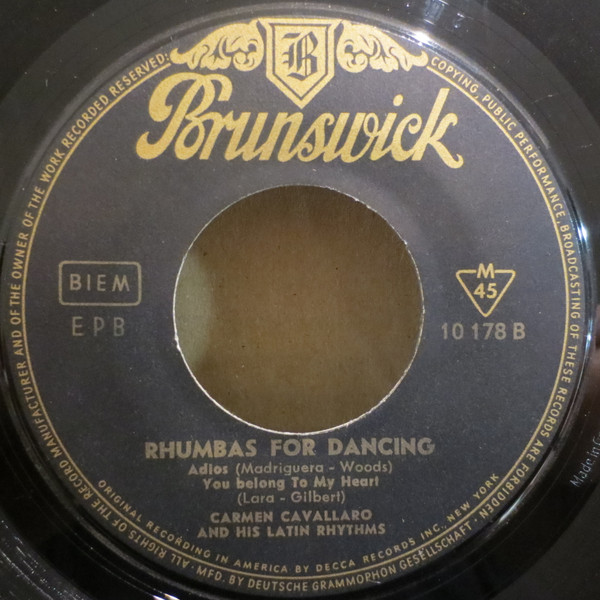 B
Brunswick
BIEM
EPB
M
45
10 178 B
RHUMBAS FOR DANCING
Adios (Madriguera - Woods)
You belong To My Heart
(Lara - Gilbert)
CARMEN CAVALLARO
AND HIS LATIN RHYTHMS
ORIGINAL RECORDING IN AMERICA BY DECCA RECORDS INC., NEW YORK
ALL RIGHTS OF THE RECORD MANUFACTURER AND OF THE OWNER OF THE WORK RECORDED RESERVED: COPYING, PUBLIC PERFORMANCE, BROADCASTING OF THESE RECORDS ARE FORBIDDEN · MFD. BY DEUTSCHE GRAMMOPHON GESELLSCHAFT ·
Made in